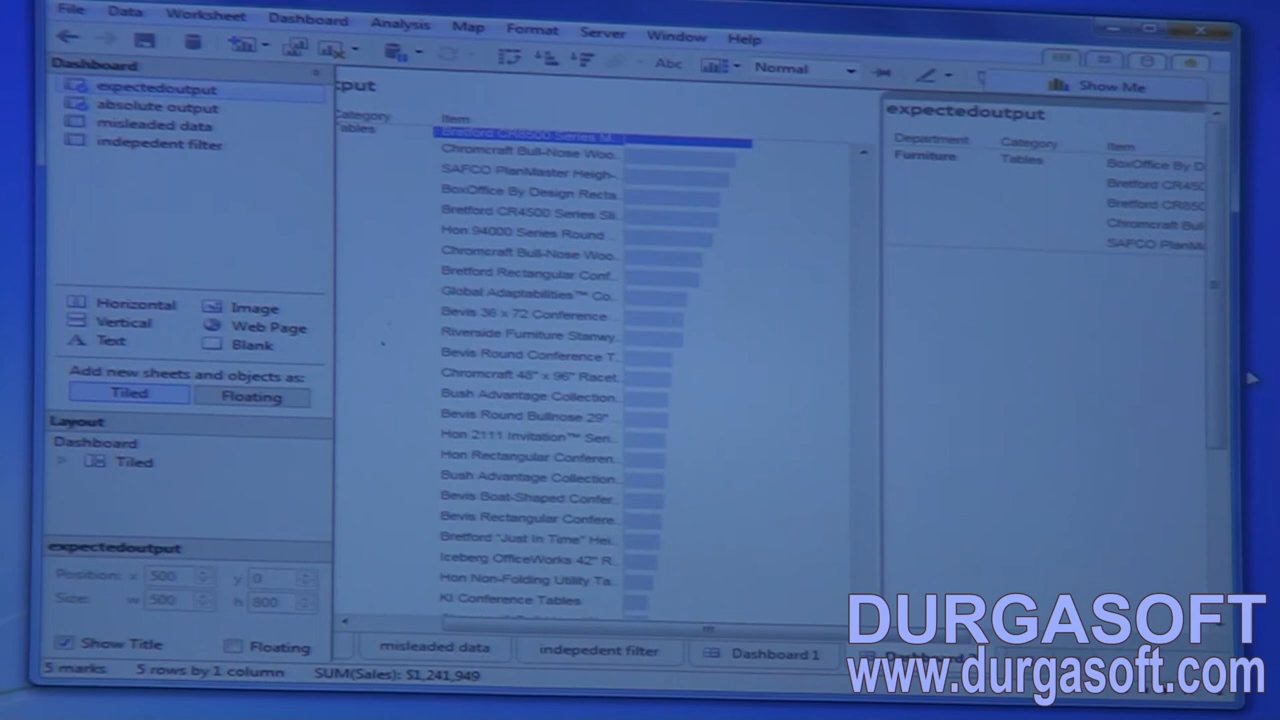 File Data Worksheet Dashboard Analysis Map Format Server Window Help
Abc Normal
Show Me
Dashboard
expectedoutput
absolute output
misleaded data
indepedent filter
Horizontal Image
Vertical Web Page
Text Blank
Add new sheets and objects as:
Tiled Floating
Layout
Dashboard
Tiled
expectedoutput
Position: x 500 y 0
Size: w 500 h 800
Show Title Floating
put
Category Item
Tables
Bretford CR8500 Series M..
Chromcraft Bull-Nose Woo..
SAFCO PlanMaster Heigh-..
BoxOffice By Design Recta..
Bretford CR4500 Series Sli..
Hon 94000 Series Round ..
Chromcraft Bull-Nose Woo..
Bretford Rectangular Conf..
Global Adaptabilities™ Co..
Bevis 36 x 72 Conference
Riverside Furniture Stanwy..
Bevis Round Conference T..
Chromcraft 48" x 96" Racet..
Bush Advantage Collection..
Bevis Round Bullnose 29"
Hon 2111 Invitation™ Seri..
Hon Rectangular Conferen..
Bush Advantage Collection..
Bevis Boat-Shaped Confer..
Bevis Rectangular Confere..
Bretford "Just In Time" Hei..
Iceberg OfficeWorks 42" R..
Hon Non-Folding Utility Ta..
KI Conference Tables
expectedoutput
Department Category Item
Furniture Tables BoxOffice By D
Bretford CR450
Bretford CR850
Chromcraft Bul
SAFCO PlanM
misleaded data indepedent filter Dashboard 1
5 marks 5 rows by 1 column SUM(Sales): $1,241,949
DURGASOFT
www.durgasoft.com